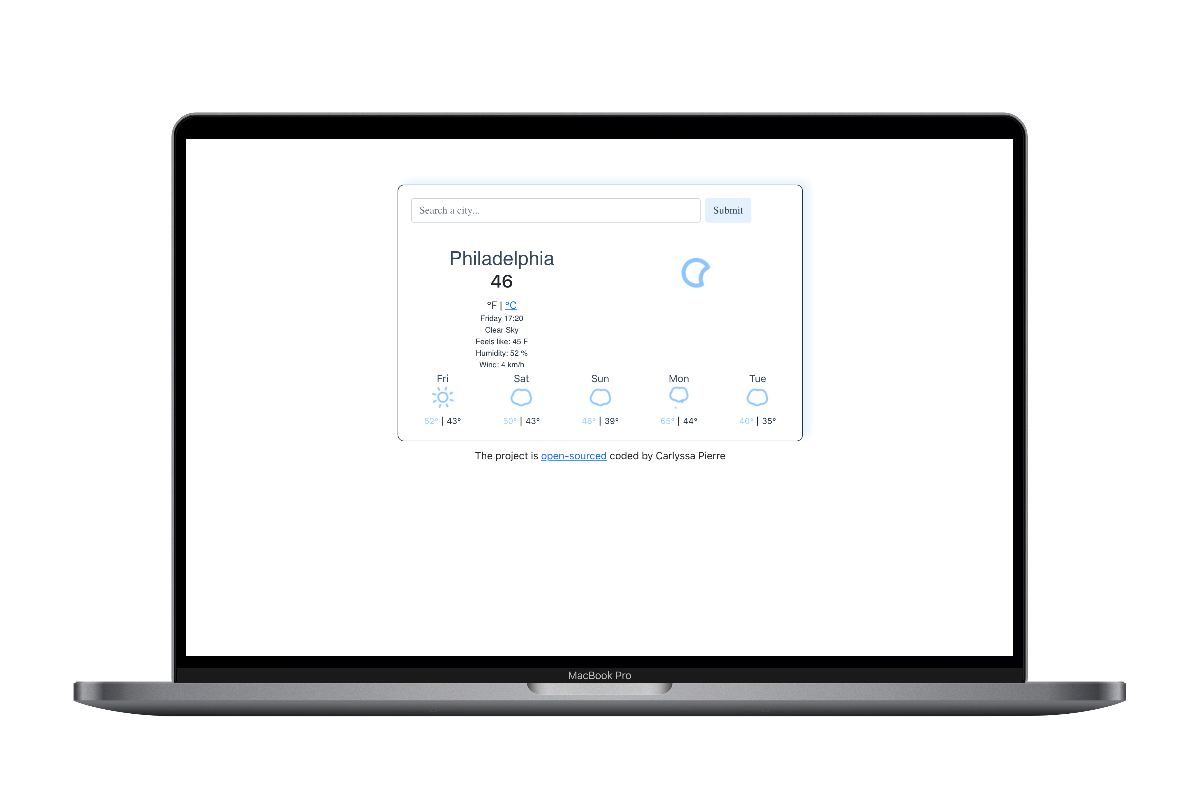 Search a city... Submit
Philadelphia
46
°F | °C
Friday 17:20
Clear Sky
Feels like: 45 F
Humidity: 52 %
Wind: 4 km/h
Fri Sat Sun Mon Tue
52° | 43° 50° | 43° 48° | 39° 65° | 44° 40° | 35°
The project is open-sourced coded by Carlyssa Pierre
MacBook Pro